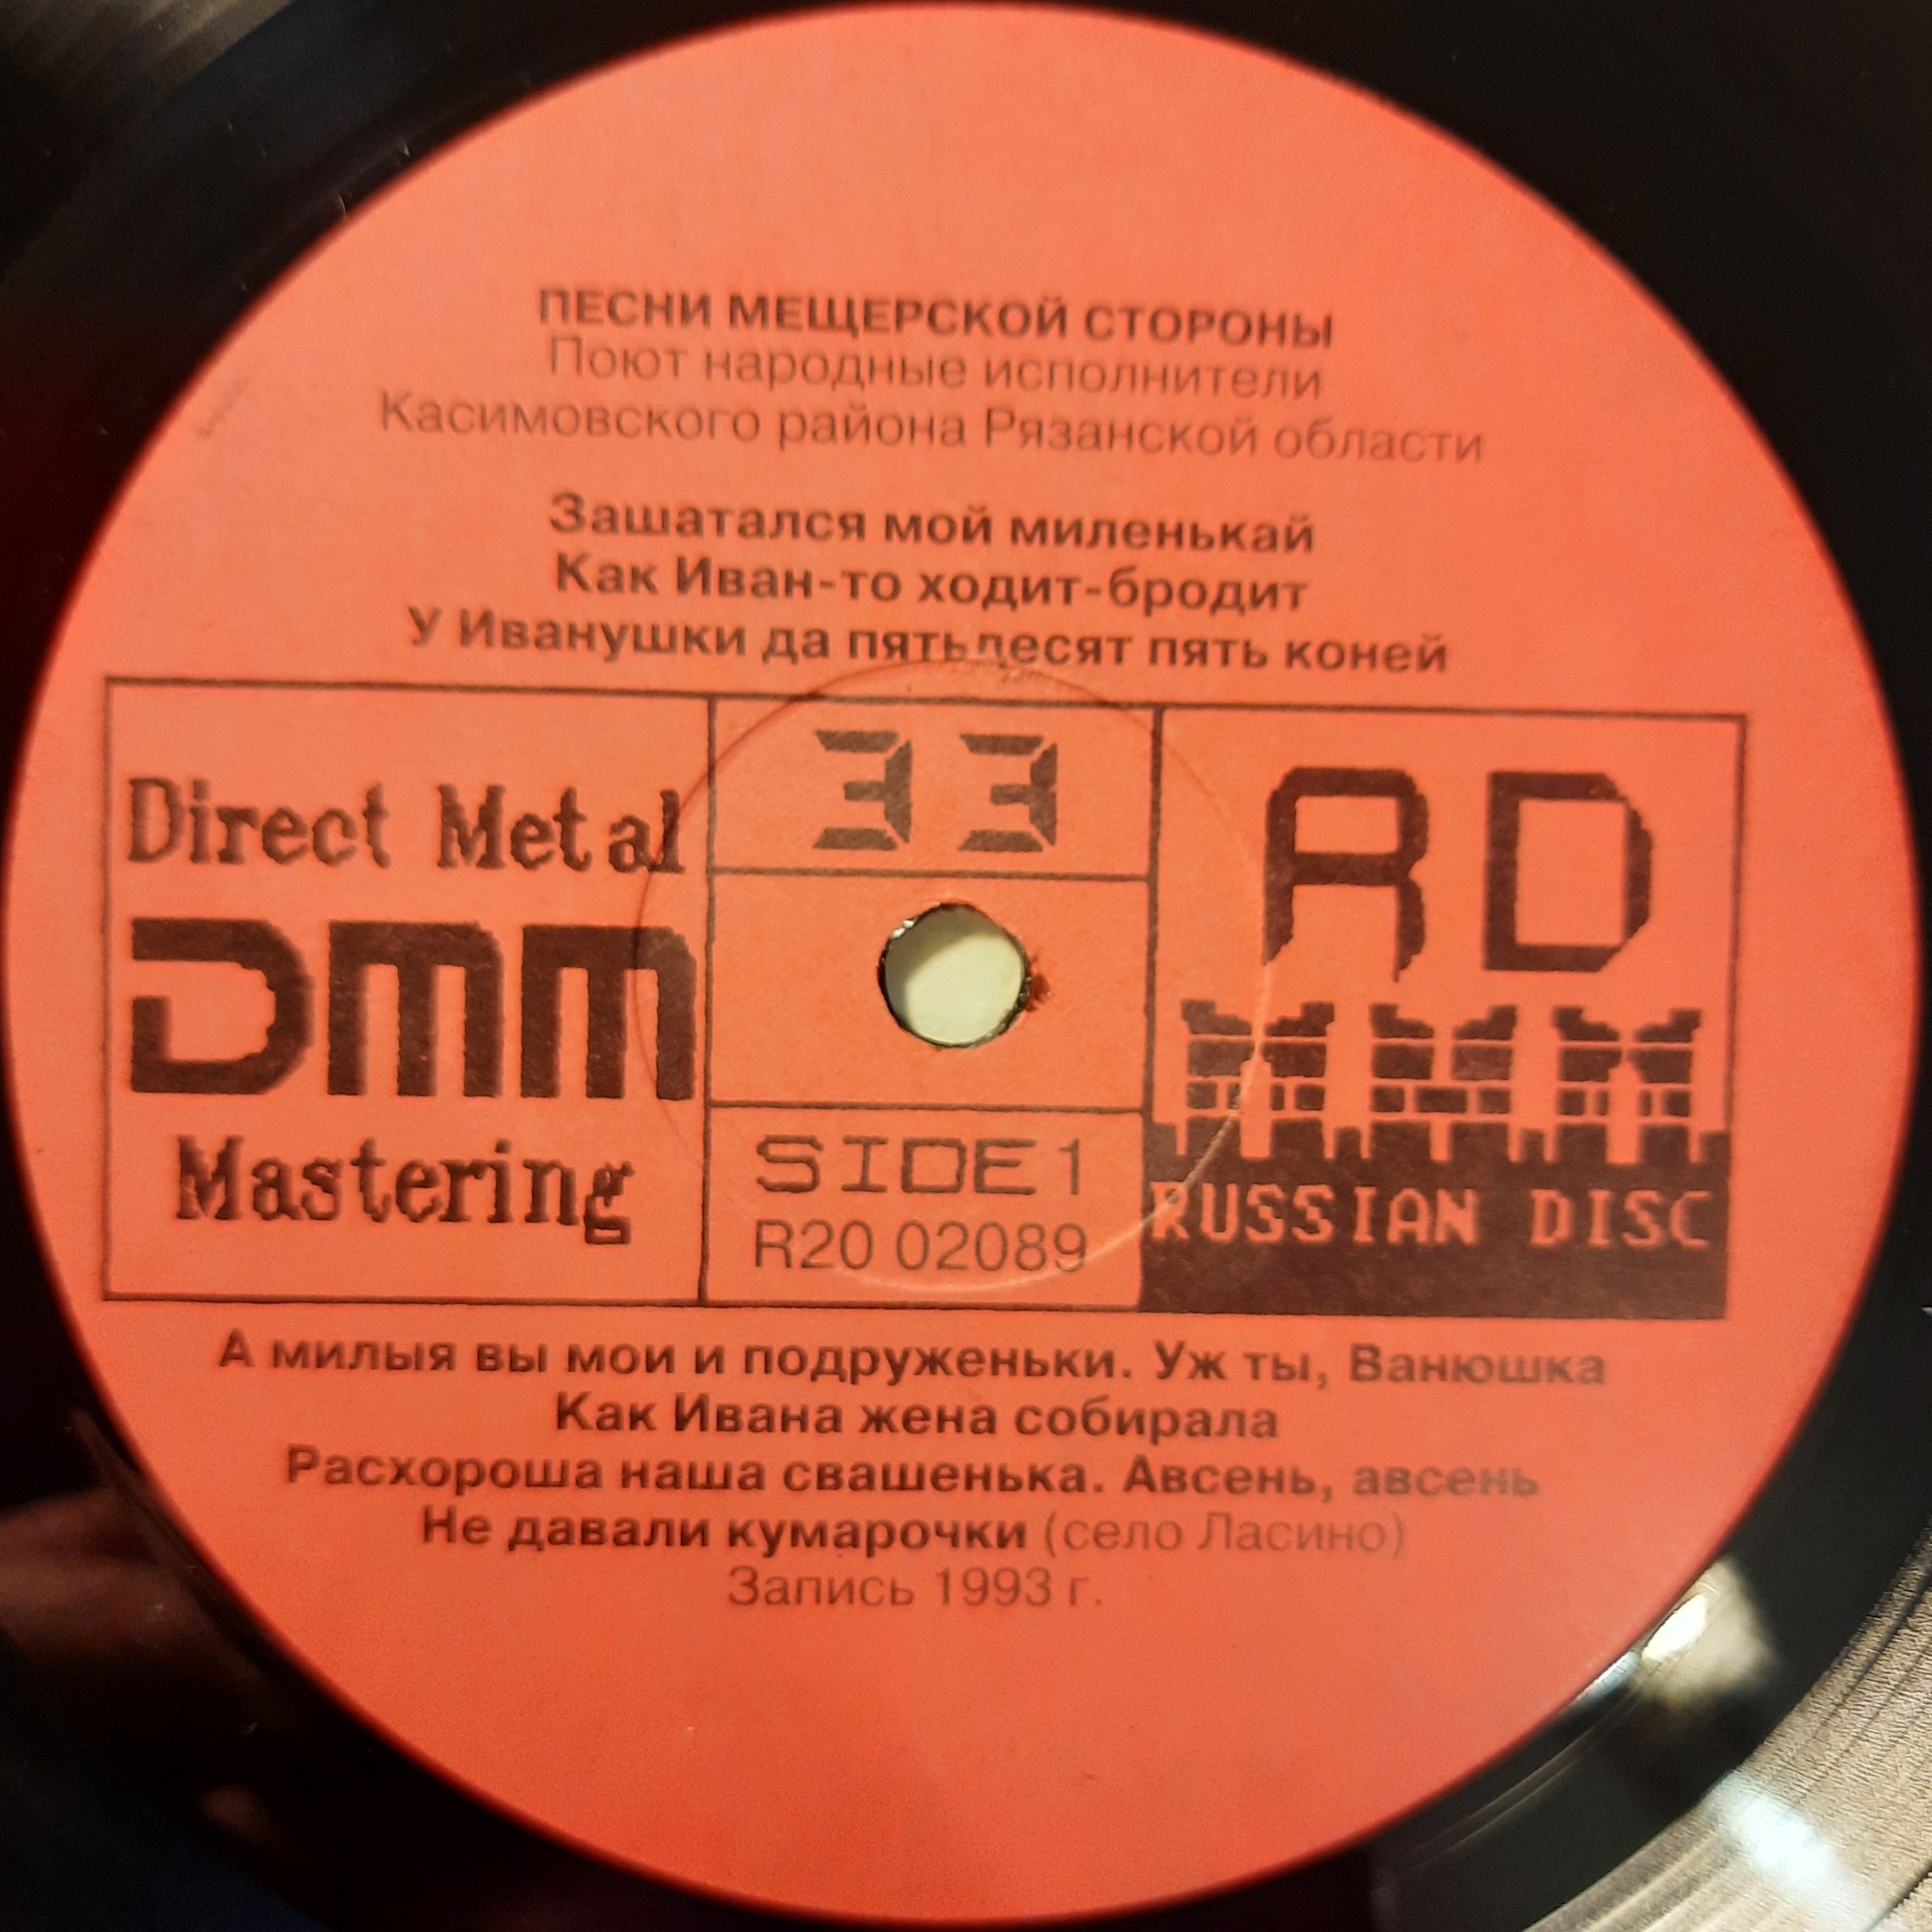 ПЕСНИ МЕЩЕРСКОЙ СТОРОНЫ
Поют народные исполнители
Касимовского района Рязанской области
Зашатался мой миленькай
Как Иван-то ходит-бродит
У Иванушки да пятьдесят пять коней
Direct Metal
DMM
Mastering
33
SIDE 1
R20 02089
RD
RUSSIAN DISC
А милыя вы мои и подруженьки. Уж ты, Ванюшка
Как Ивана жена собирала
Расхороша наша свашенька. Авсень, авсень
Не давали кумарочки (село Ласино)
Запись 1993 г.